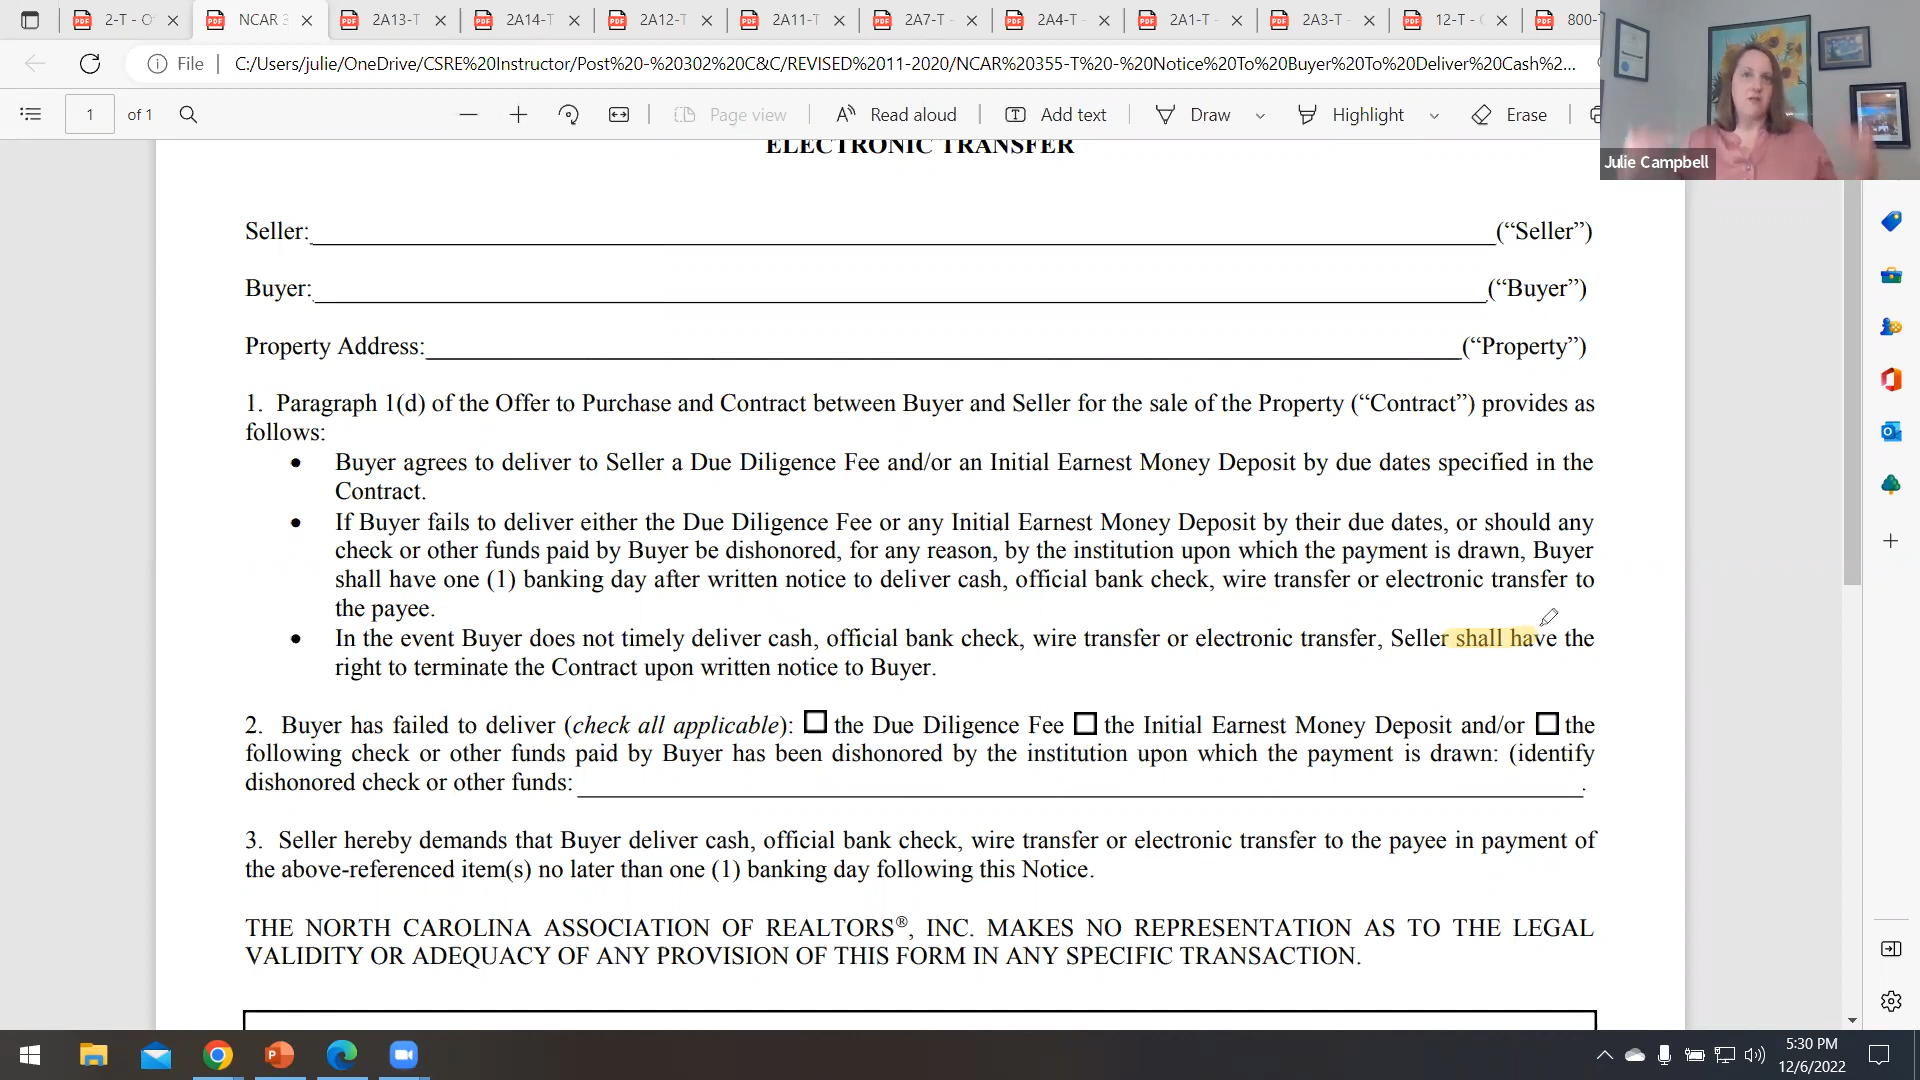 2-T - O
NCAR 3
2A13-T
2A14-T
2A12-T
2A11-T
2A7-T -
2A4-T -
2A1-T -
2A3-T -
12-T - 
800-
File
C:/Users/julie/OneDrive/CSRE%20Instructor/Post%20-%20302%20C&C/REVISED%2011-2020/NCAR%20355-T%20-%20Notice%20To%20Buyer%20To%20Deliver%20Cash%2...
1 of 1
Page view
Read aloud
Add text
Draw
Highlight
Erase
Julie Campbell
ELECTRONIC TRANSFER
Seller: (“Seller”)
Buyer: (“Buyer”)
Property Address: (“Property”)
1. Paragraph 1(d) of the Offer to Purchase and Contract between Buyer and Seller for the sale of the Property (“Contract”) provides as
follows:
• Buyer agrees to deliver to Seller a Due Diligence Fee and/or an Initial Earnest Money Deposit by due dates specified in the
Contract.
• If Buyer fails to deliver either the Due Diligence Fee or any Initial Earnest Money Deposit by their due dates, or should any
check or other funds paid by Buyer be dishonored, for any reason, by the institution upon which the payment is drawn, Buyer
shall have one (1) banking day after written notice to deliver cash, official bank check, wire transfer or electronic transfer to
the payee.
• In the event Buyer does not timely deliver cash, official bank check, wire transfer or electronic transfer, Seller shall have the
right to terminate the Contract upon written notice to Buyer.
2. Buyer has failed to deliver (check all applicable): ☐ the Due Diligence Fee ☐ the Initial Earnest Money Deposit and/or ☐ the
following check or other funds paid by Buyer has been dishonored by the institution upon which the payment is drawn: (identify
dishonored check or other funds: .
3. Seller hereby demands that Buyer deliver cash, official bank check, wire transfer or electronic transfer to the payee in payment of
the above-referenced item(s) no later than one (1) banking day following this Notice.
THE NORTH CAROLINA ASSOCIATION OF REALTORS®, INC. MAKES NO REPRESENTATION AS TO THE LEGAL
VALIDITY OR ADEQUACY OF ANY PROVISION OF THIS FORM IN ANY SPECIFIC TRANSACTION.
5:30 PM
12/6/2022